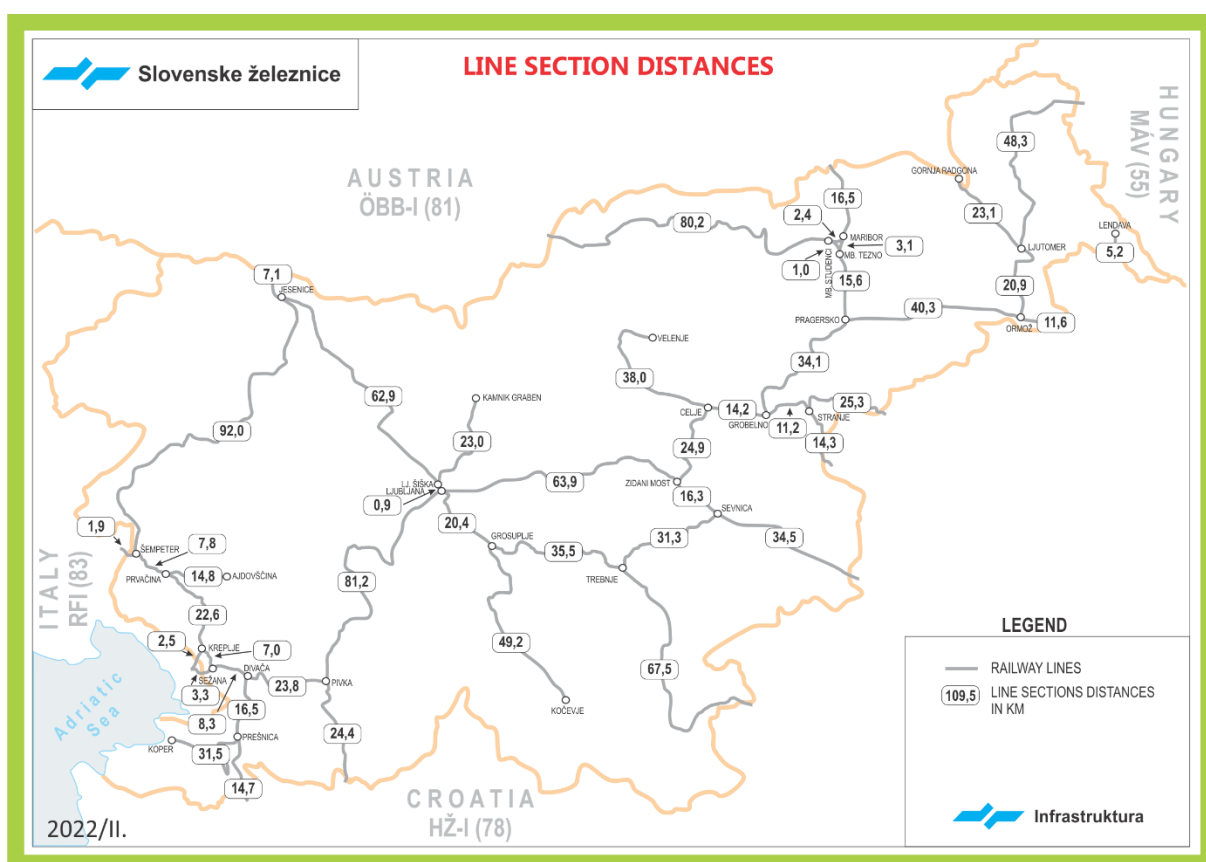 Slovenske železnice
LINE SECTION DISTANCES
HUNGARY
MÁV (55)
AUSTRIA
ÖBB-I (81)
48,3
GORNJA RADGONA
16,5
23,1
2,4
80,2
MARIBOR
3,1
LENDAVA
5,2
LJUTOMER
MB. TEZNO
1,0
MB. STUDENCI
7,1
JESENICE
15,6
20,9
40,3
PRAGERSKO
ORMOŽ
11,6
VELENJE
34,1
38,0
62,9
KAMNIK GRABEN
25,3
CELJE
14,2
STRANJE
GROBELNO
11,2
14,3
92,0
23,0
24,9
LJ. ŠIŠKA
LJUBLJANA
63,9
ZIDANI MOST
0,9
16,3
SEVNICA
1,9
20,4
GROSUPLJE
31,3
34,5
ŠEMPETER
7,8
35,5
PRVAČINA
14,8
AJDOVŠČINA
81,2
TREBNJE
ITALY
RFI (83)
22,6
LEGEND
2,5
KREPLJE
7,0
49,2
RAILWAY LINES
SEŽANA
DIVAČA
23,8
PIVKA
67,5
3,3
109,5
LINE SECTIONS DISTANCES
IN KM
Adriatic
Sea
8,3
16,5
KOČEVJE
PREŠNICA
24,4
KOPER
31,5
14,7
CROATIA
HŽ-I (78)
2022/II.
Infrastruktura